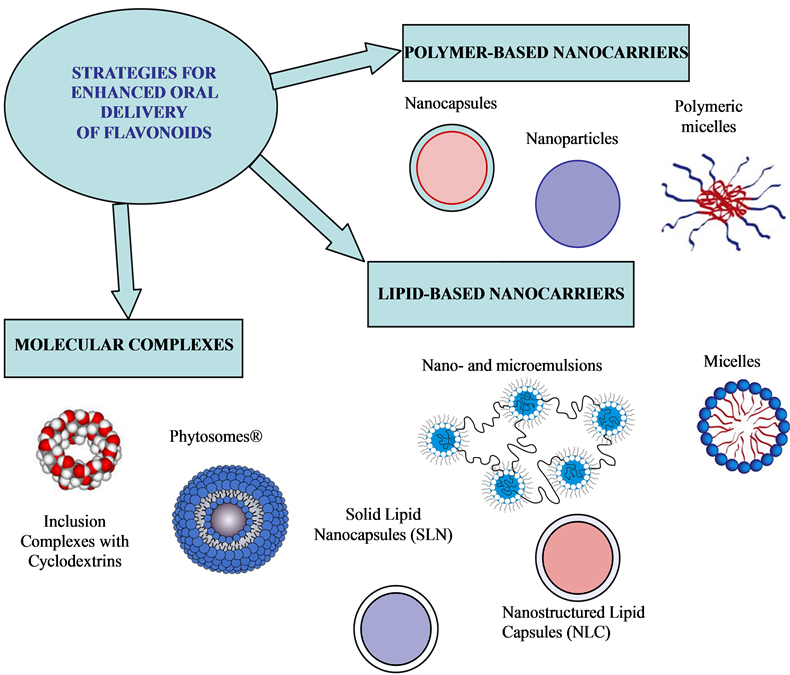 STRATEGIES FOR
ENHANCED ORAL
DELIVERY
OF FLAVONOIDS
POLYMER-BASED NANOCARRIERS
Nanocapsules
Nanoparticles
Polymeric
micelles
LIPID-BASED NANOCARRIERS
MOLECULAR COMPLEXES
Nano- and microemulsions
Micelles
Phytosomes®
Inclusion
Complexes with
Cyclodextrins
Solid Lipid
Nanocapsules (SLN)
Nanostructured Lipid
Capsules (NLC)